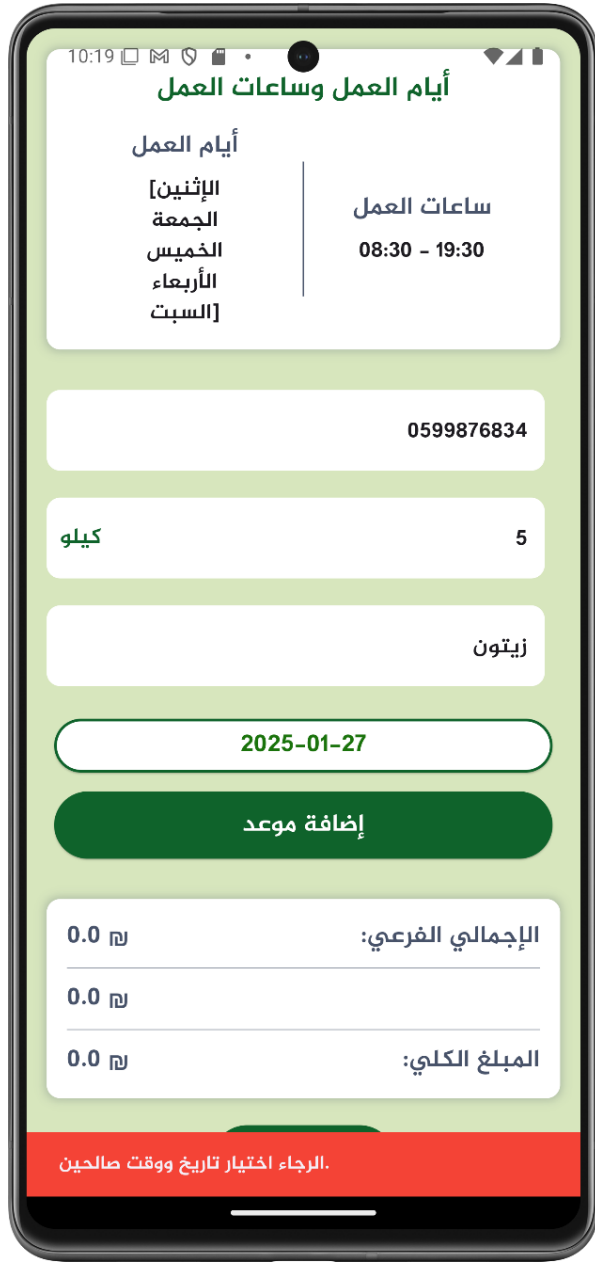 10:19
أيام العمل وساعات العمل
ساعات العمل
08:30 - 19:30
أيام العمل
[الإثنين
الجمعة
الخميس
الأربعاء
السبت]
0599876834
5 كيلو
زيتون
2025-01-27
إضافة موعد
الإجمالي الفرعي: 0.0 ₪
0.0 ₪
المبلغ الكلي: 0.0 ₪
الرجاء اختيار تاريخ ووقت صالحين.